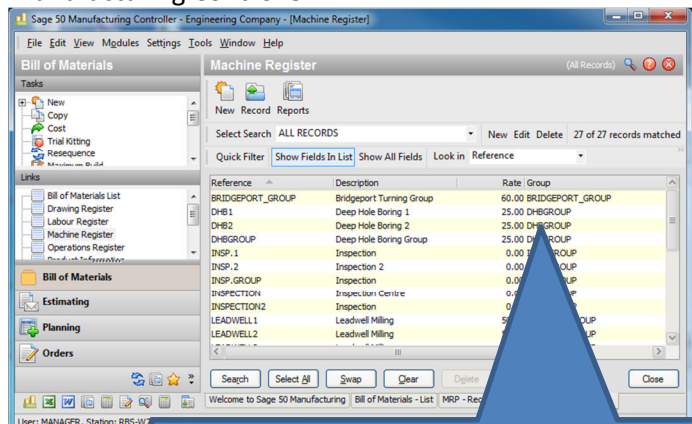 Sage 50 Manufacturing Controller - Engineering Company - [Machine Register]
File Edit View Modules Settings Tools Window Help
Bill of Materials
Machine Register (All Records)
Tasks
New
Copy
Cost
Trial Kitting
Resequence
New Record Reports
Select Search ALL RECORDS New Edit Delete 27 of 27 records matched
Quick Filter Show Fields In List Show All Fields Look in Reference
Links
Bill of Materials List
Drawing Register
Labour Register
Machine Register
Operations Register
Reference Description Rate Group
BRIDGEPORT_GROUP Bridgeport Turning Group 60.00 BRIDGEPORT_GROUP
DHB1 Deep Hole Boring 1 25.00 DHBGROUP
DHB2 Deep Hole Boring 2 25.00 DHBGROUP
DHBGROUP Deep Hole Boring Group 25.00
INSP.1 Inspection 0.00
INSP.2 Inspection 2 0.00
INSP.GROUP Inspection
INSPECTION Inspection Centre
INSPECTION2 Inspection
LEADWELL1 Leadwell Milling
LEADWELL2 Leadwell Milling
Bill of Materials
Estimating
Planning
Orders
Search Select All Swap Clear Delete Close
Welcome to Sage 50 Manufacturing Bill of Materials - List
User: MANAGER, Station: